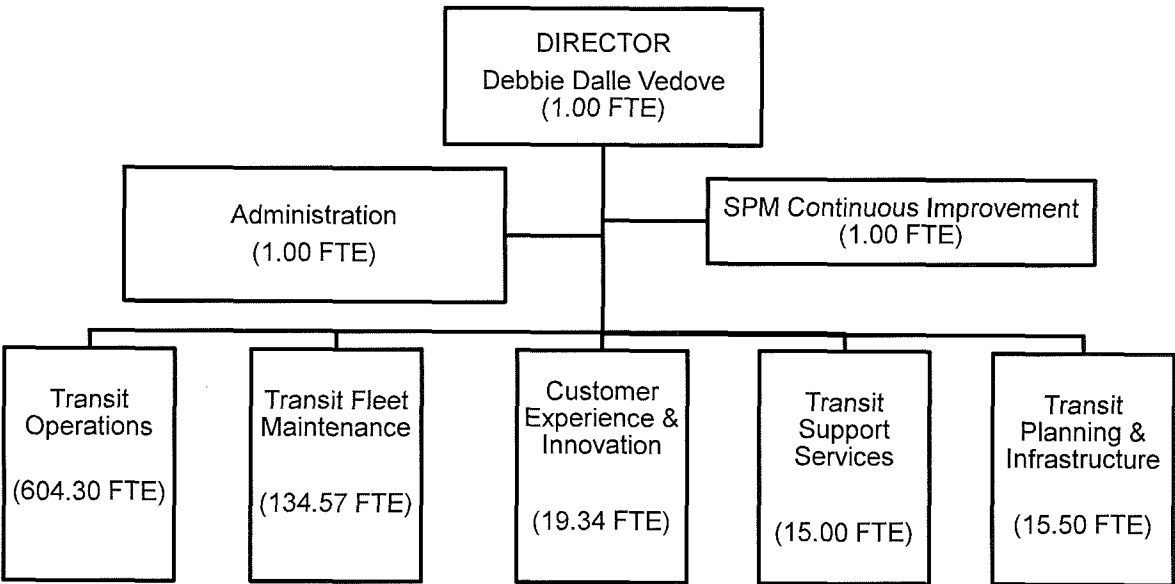 DIRECTOR
Debbie Dalle Vedove
(1.00 FTE)
Administration
(1.00 FTE)
SPM Continuous Improvement
(1.00 FTE)
Transit
Operations
(604.30 FTE)
Transit Fleet
Maintenance
(134.57 FTE)
Customer
Experience &
Innovation
(19.34 FTE)
Transit
Support
Services
(15.00 FTE)
Transit
Planning &
Infrastructure
(15.50 FTE)